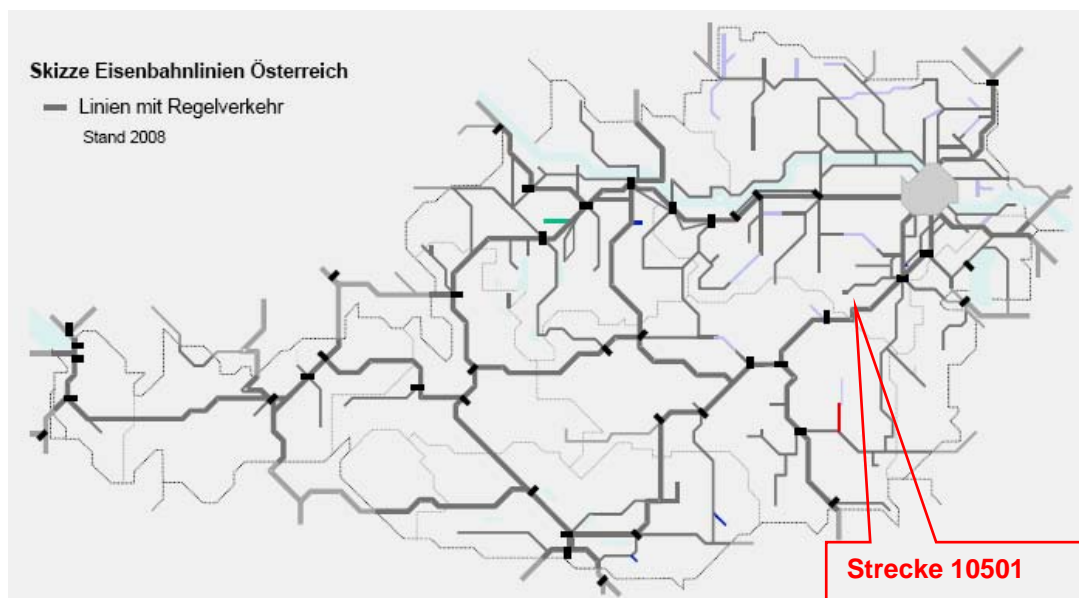 Skizze Eisenbahnlinien Österreich
Linien mit Regelverkehr
Stand 2008
Strecke 10501